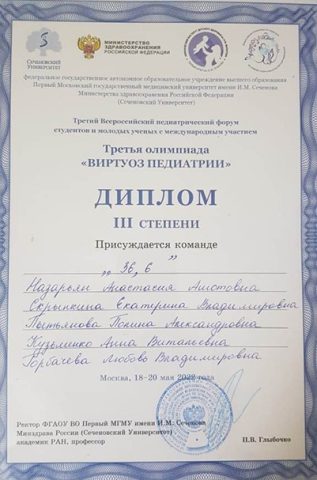 Сеченовский
Университет
МИНИСТЕРСТВО
ЗДРАВООХРАНЕНИЯ
РОССИЙСКОЙ ФЕДЕРАЦИИ
федеральное государственное автономное образовательное учреждение высшего образования
Первый Московский государственный медицинский университет имени И.М. Сеченова
Министерства здравоохранения Российской Федерации
(Сеченовский Университет)
Третий Всероссийский педиатрический форум
студентов и молодых ученых с международным участием
Третья олимпиада
«ВИРТУОЗ ПЕДИАТРИИ»
ДИПЛОМ
III СТЕПЕНИ
Присуждается команде
„ 36,6 ”
Назарьян Анастасия Ашотовна
Скрыпкина Екатерина Владимировна
Александровна
Кузьменко Анна Витальевна
Горбачева Любовь Владимировна
Москва, 18-20 мая 2022 года
Ректор ФГАОУ ВО Первый МГМУ имени И.М. Сеченова
Минздрава России (Сеченовский Университет)
академик РАН, профессор
П.В. Глыбочко